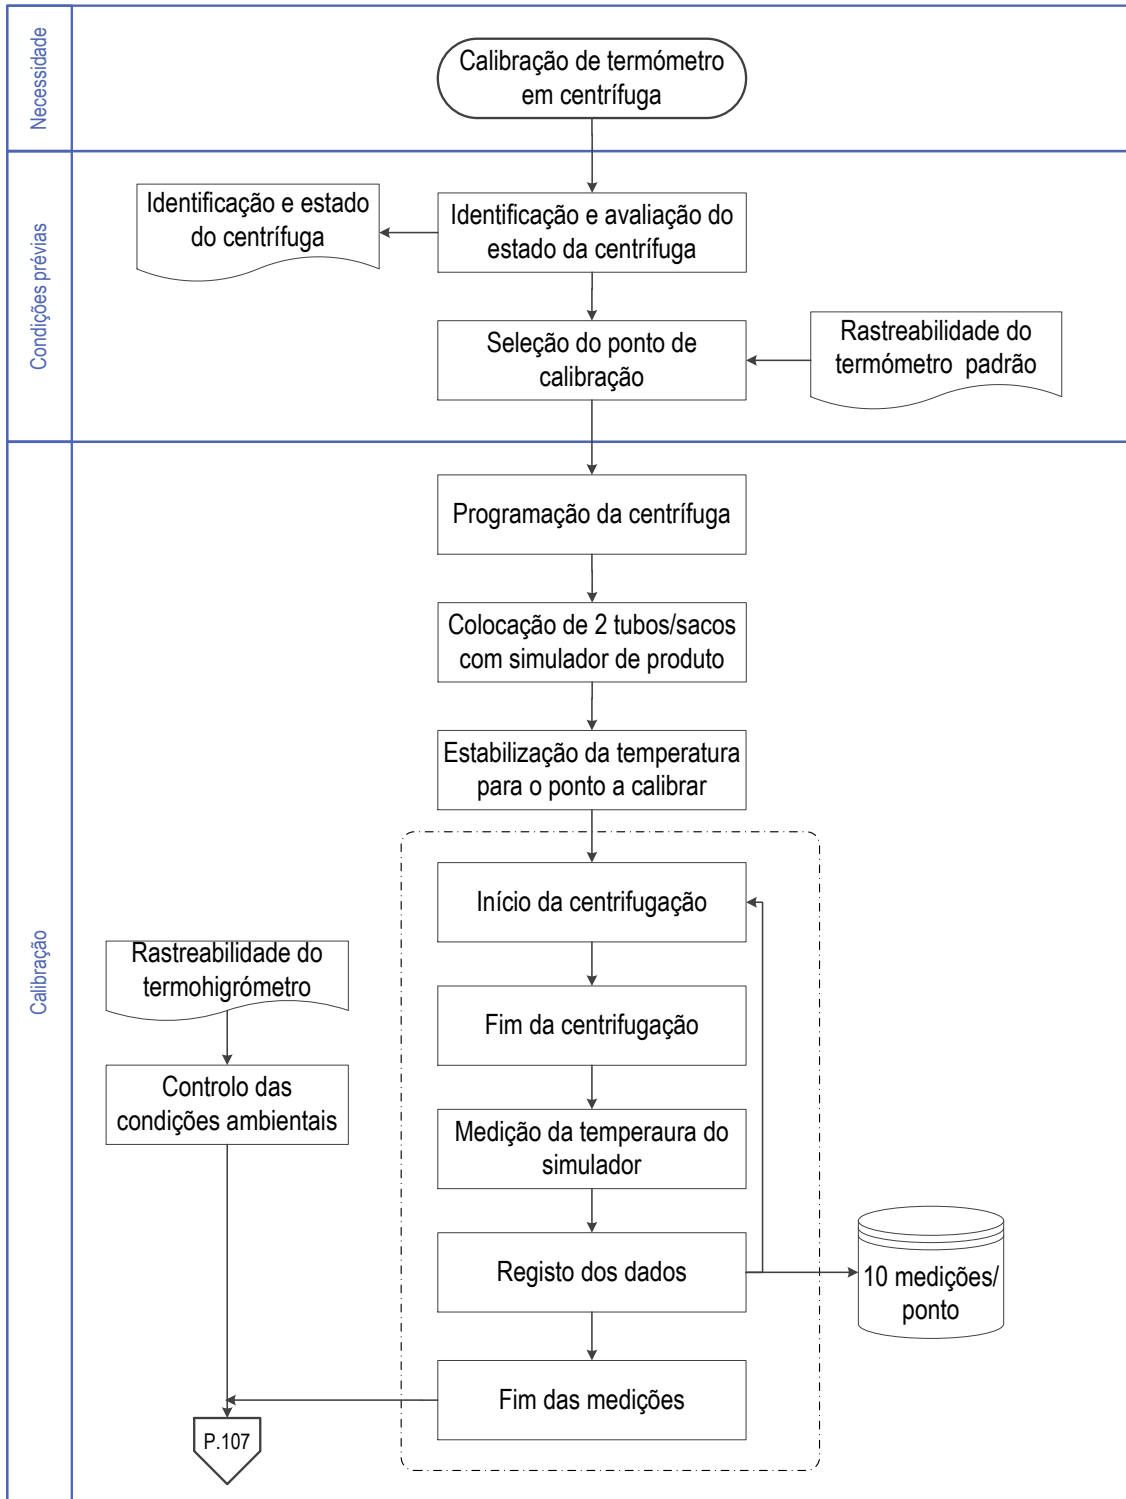 Necessidade
Calibração de termómetro
em centrífuga
Condições prévias
Identificação e estado
do centrífuga
Identificação e avaliação do
estado da centrífuga
Seleção do ponto de
calibração
Rastreabilidade do
termómetro padrão
Calibração
Programação da centrífuga
Colocação de 2 tubos/sacos
com simulador de produto
Estabilização da temperatura
para o ponto a calibrar
Início da centrifugação
Rastreabilidade do
termohigrómetro
Fim da centrifugação
Controlo das
condições ambientais
Medição da temperaura do
simulador
Registo dos dados
10 medições/
ponto
Fim das medições
P.107